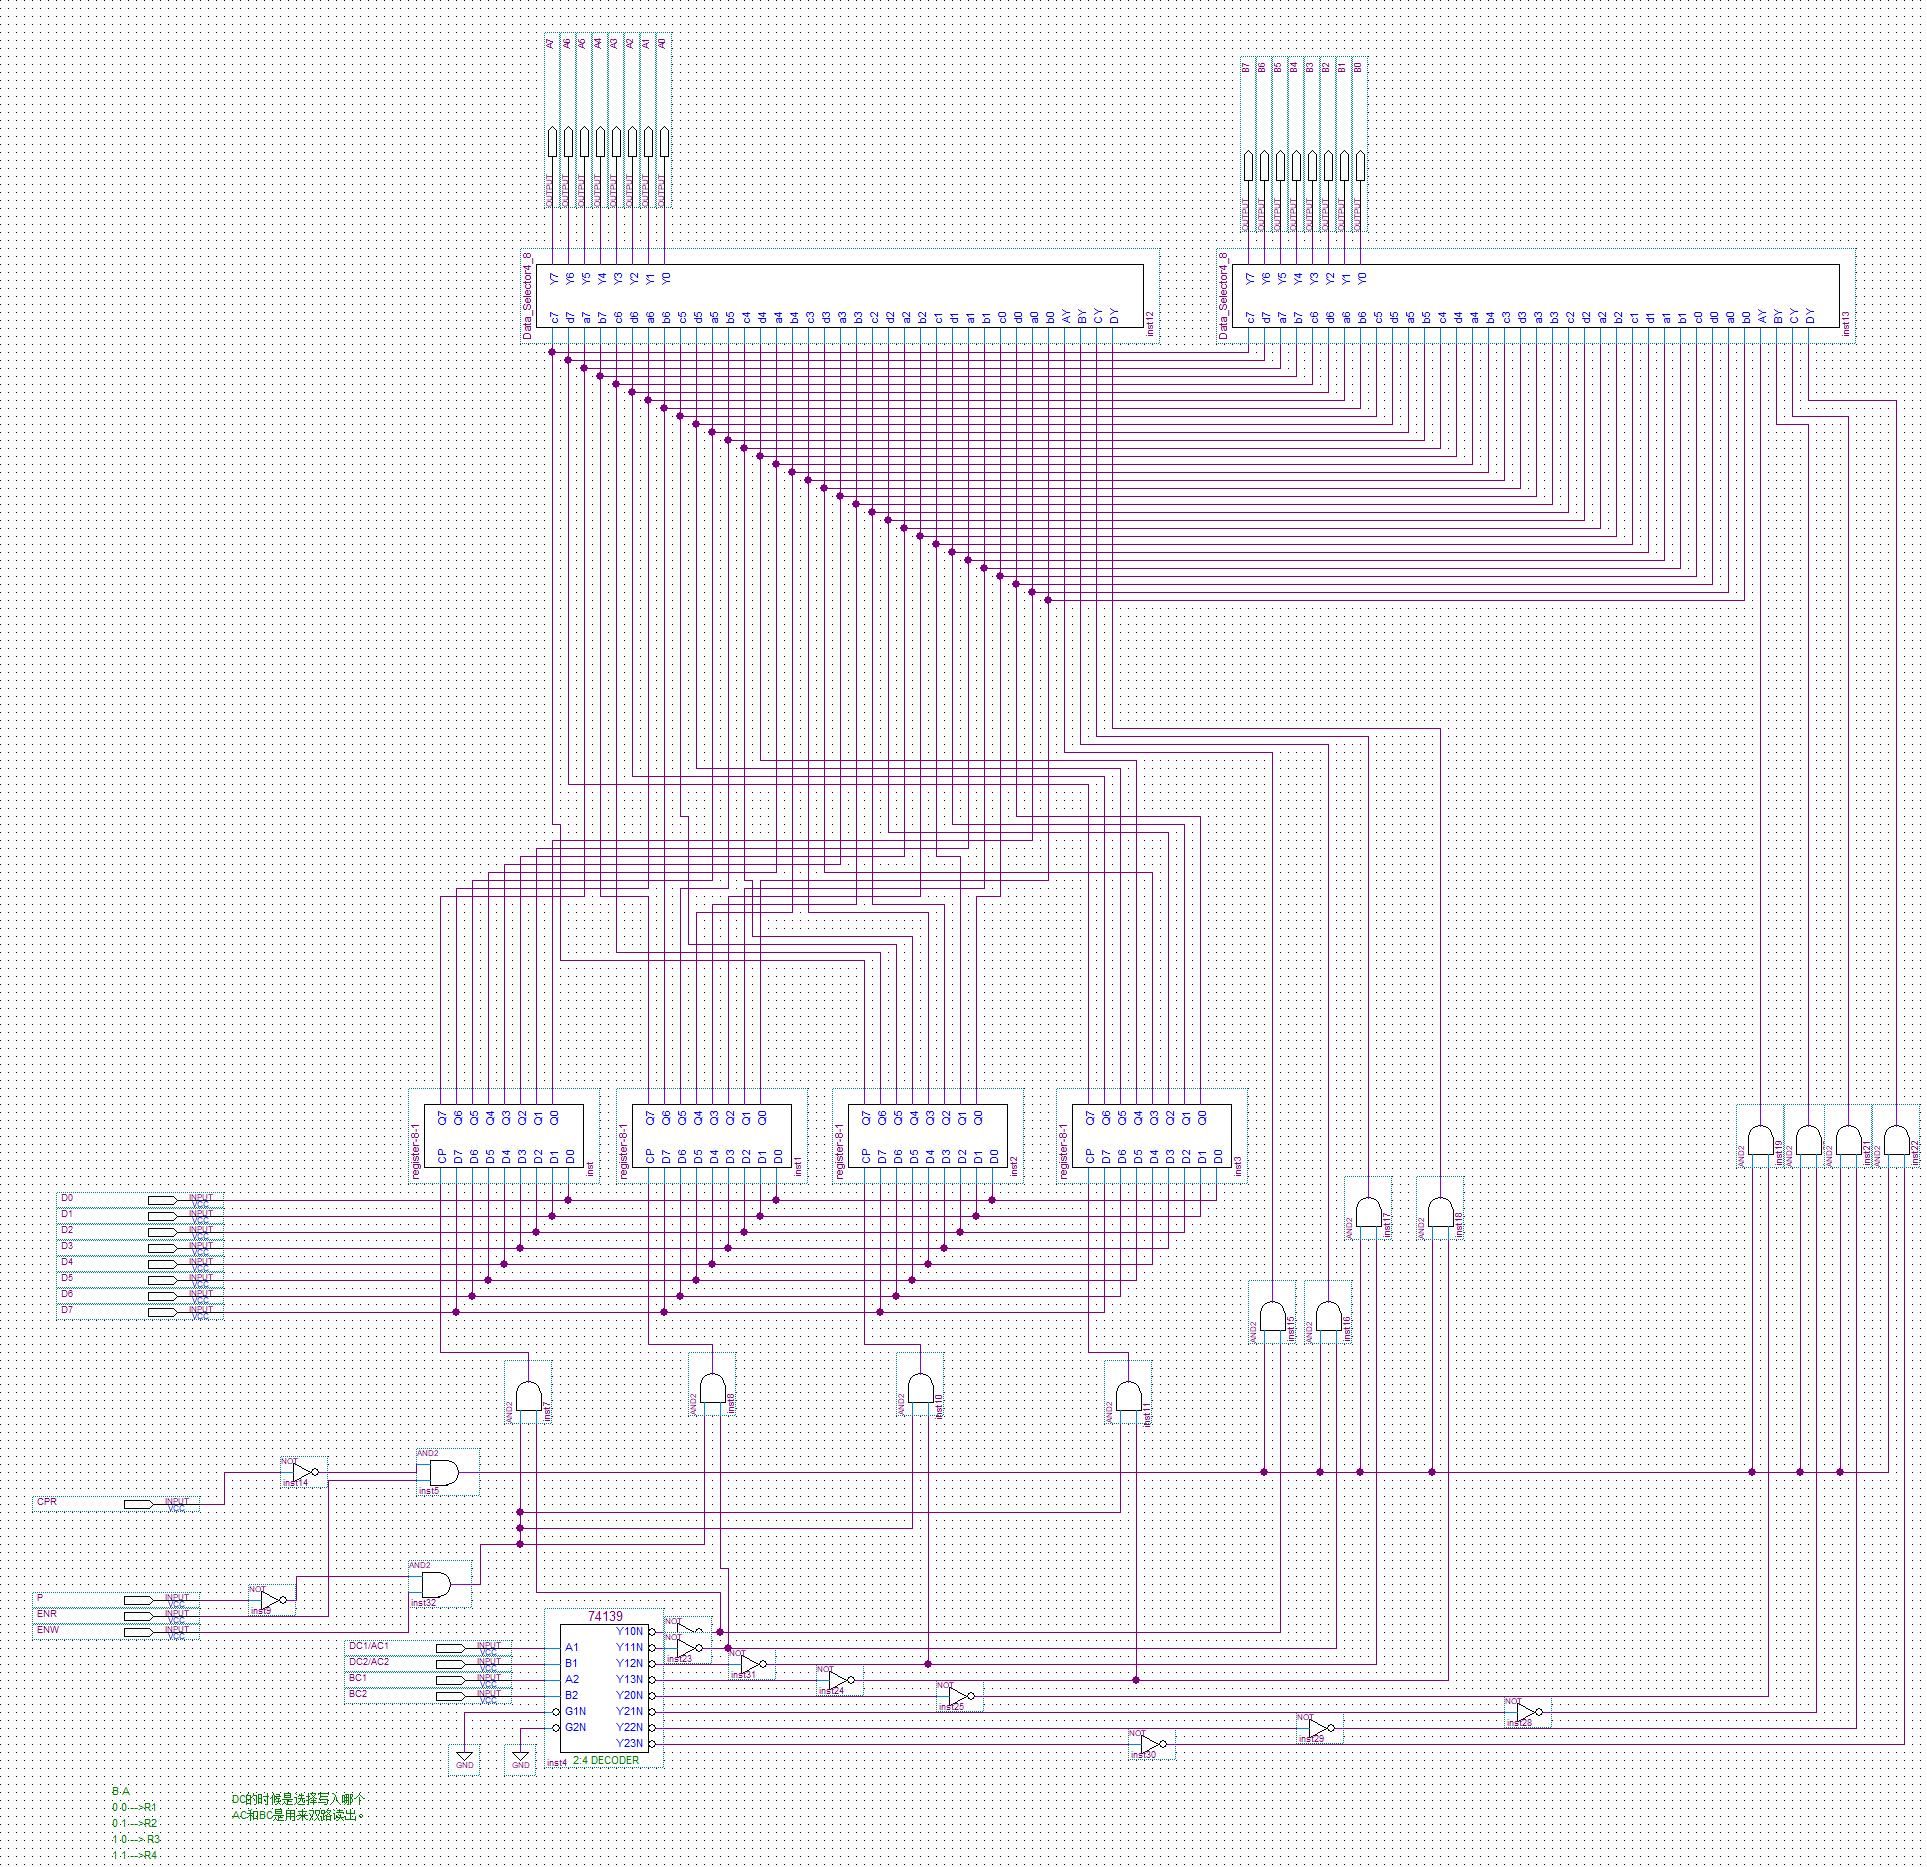 A7 A6 A5 A4 A3 A2 A1 A0
B7 B6 B5 B4 B3 B2 B1 B0
OUTPUT OUTPUT OUTPUT OUTPUT OUTPUT OUTPUT OUTPUT OUTPUT
OUTPUT OUTPUT OUTPUT OUTPUT OUTPUT OUTPUT OUTPUT OUTPUT
Data_Selector4_8
Y7 Y6 Y5 Y4 Y3 Y2 Y1 Y0
c7 d7 a7 b7 c6 d6 a6 b6 c5 d5 a5 b5 c4 d4 a4 b4 c3 d3 a3 b3 c2 d2 a2 b2 c1 d1 a1 b1 c0 d0 a0 b0 AY BY CY DY
inst12
Data_Selector4_8
Y7 Y6 Y5 Y4 Y3 Y2 Y1 Y0
c7 d7 a7 b7 c6 d6 a6 b6 c5 d5 a5 b5 c4 d4 a4 b4 c3 d3 a3 b3 c2 d2 a2 b2 c1 d1 a1 b1 c0 d0 a0 b0 AY BY CY DY
inst13
register-8-1
Q7 Q6 Q5 Q4 Q3 Q2 Q1 Q0
CP D7 D6 D5 D4 D3 D2 D1 D0
inst
register-8-1
Q7 Q6 Q5 Q4 Q3 Q2 Q1 Q0
CP D7 D6 D5 D4 D3 D2 D1 D0
inst1
register-8-1
Q7 Q6 Q5 Q4 Q3 Q2 Q1 Q0
CP D7 D6 D5 D4 D3 D2 D1 D0
inst2
register-8-1
Q7 Q6 Q5 Q4 Q3 Q2 Q1 Q0
CP D7 D6 D5 D4 D3 D2 D1 D0
inst3
AND2 inst19
AND2
AND2 inst21
AND2 inst22
AND2 inst17
AND2 inst18
AND2 inst15
AND2 inst16
D0 INPUT VCC
D1 INPUT VCC
D2 INPUT VCC
D3 INPUT VCC
D4 INPUT VCC
D5 INPUT VCC
D6 INPUT VCC
D7 INPUT VCC
AND2 inst7
AND2 inst8
AND2 inst10
AND2 inst11
NOT inst14
AND2 inst5
CPR INPUT VCC
AND2 inst32
NOT inst9
P INPUT VCC
ENR INPUT VCC
ENW INPUT VCC
DC1/AC1 INPUT VCC
DC2/AC2 INPUT VCC
BC1 INPUT VCC
BC2 INPUT VCC
74139
A1 B1 A2 B2 G1N G2N
Y10N Y11N Y12N Y13N Y20N Y21N Y22N Y23N
inst4 2:4 DECODER
NOT
NOT inst23
NOT inst31
NOT inst24
NOT inst25
NOT inst28
NOT inst29
NOT inst30
GND GND
B A
0 0--->R1
0 1--->R2
1 0---> R3
1 1--->R4
DC的时候是选择写入哪个
AC和BC是用来双路读出。